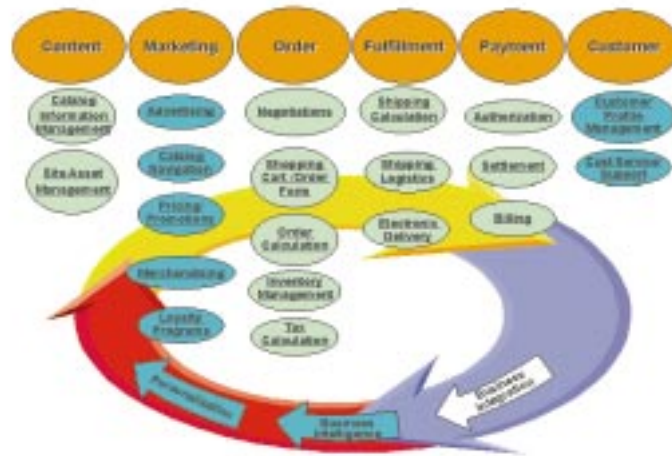 Content
Marketing
Order
Fulfillment
Payment
Customer
Catalog
Information
Management
Site Asset
Management
Advertising
Catalog
Navigation
Pricing
Promotions
Merchandising
Loyalty
Programs
Negotiations
Shopping
Cart /Order
Form
Order
Calculation
Inventory
Management
Tax
Calculation
Shipping
Calculation
Shipping
Logistics
Electronic
Delivery
Authorization
Settlement
Billing
Customer
Profile
Management
Cust Service
Support
Personalization
Business
Intelligence
Business
Integration